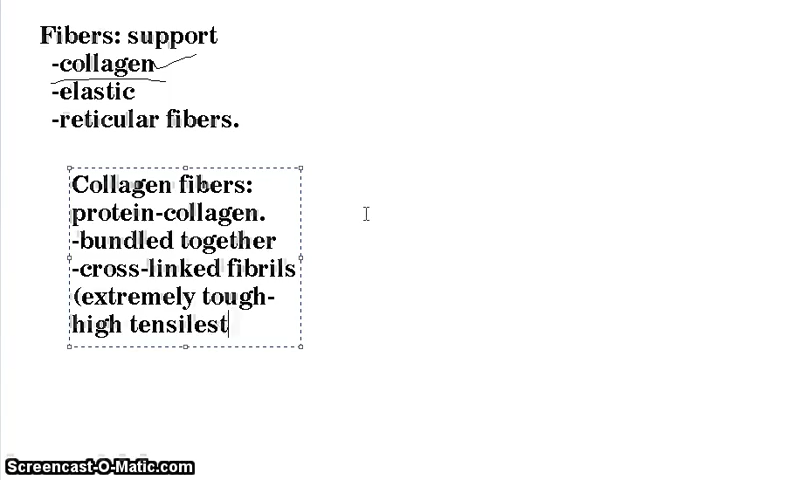 Fibers: support
-collagen
-elastic
-reticular fibers.
Collagen fibers:
protein-collagen.
-bundled together
-cross-linked fibrils
(extremely tough-
high tensilest
Screencast-O-Matic.com